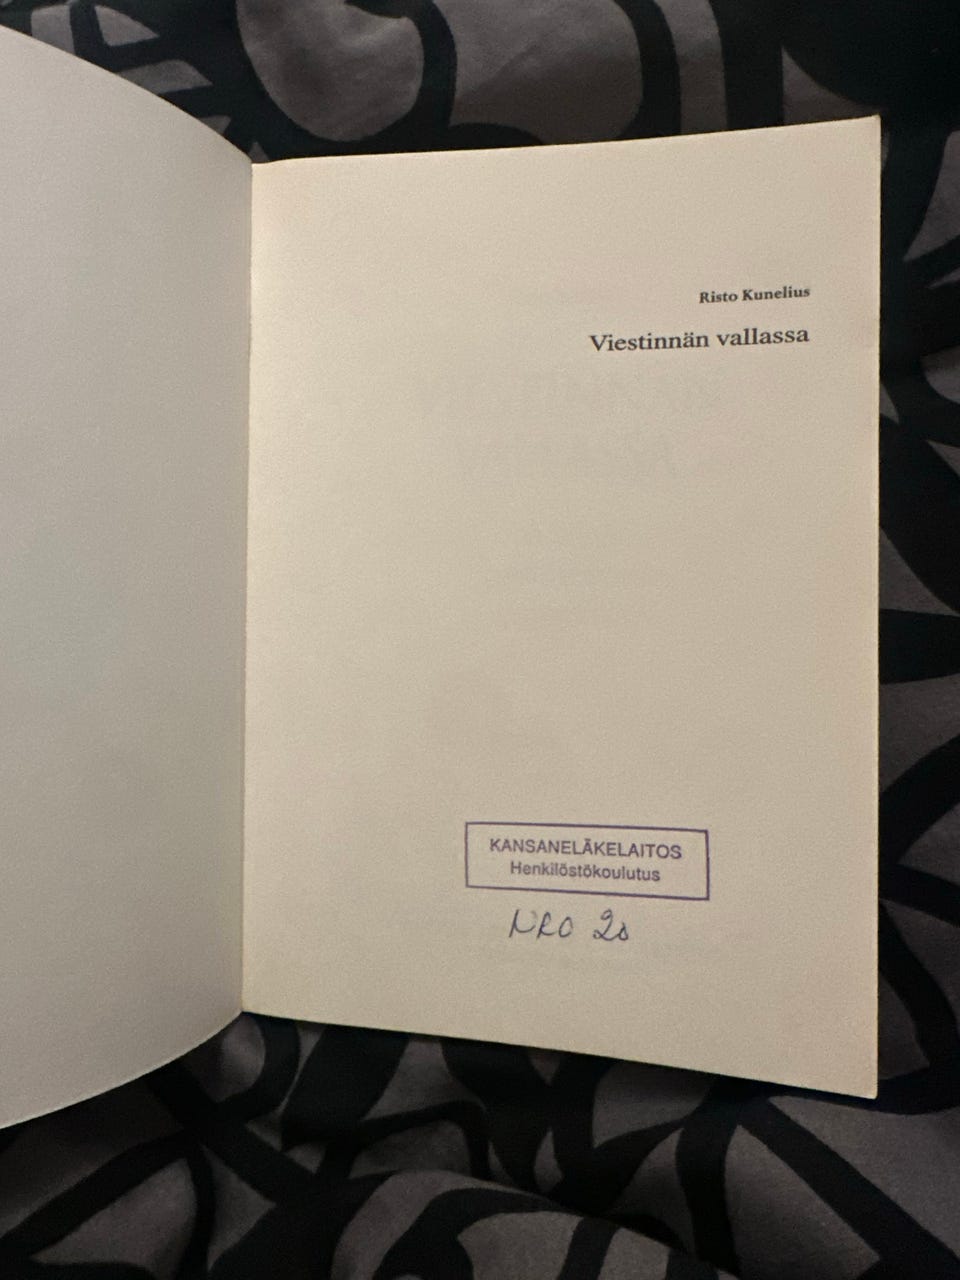 Risto Kunelius
Viestinnän vallassa
KANSANELÄKELAITOS
Henkilöstökoulutus
NRO 20